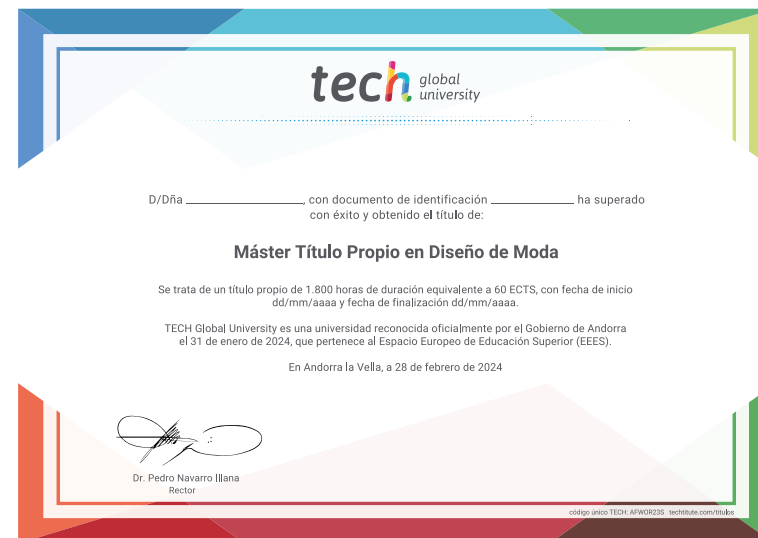 tech global
university
D/Dña ____________, con documento de identificación ____________ ha superado
con éxito y obtenido el título de:
Máster Título Propio en Diseño de Moda
Se trata de un título propio de 1.800 horas de duración equivalente a 60 ECTS, con fecha de inicio
dd/mm/aaaa y fecha de finalización dd/mm/aaaa.
TECH Global University es una universidad reconocida oficialmente por el Gobierno de Andorra
el 31 de enero de 2024, que pertenece al Espacio Europeo de Educación Superior (EEES).
En Andorra la Vella, a 28 de febrero de 2024
Dr. Pedro Navarro Illana
Rector
código único TECH: AFWOR23S techtitute.com/titulos